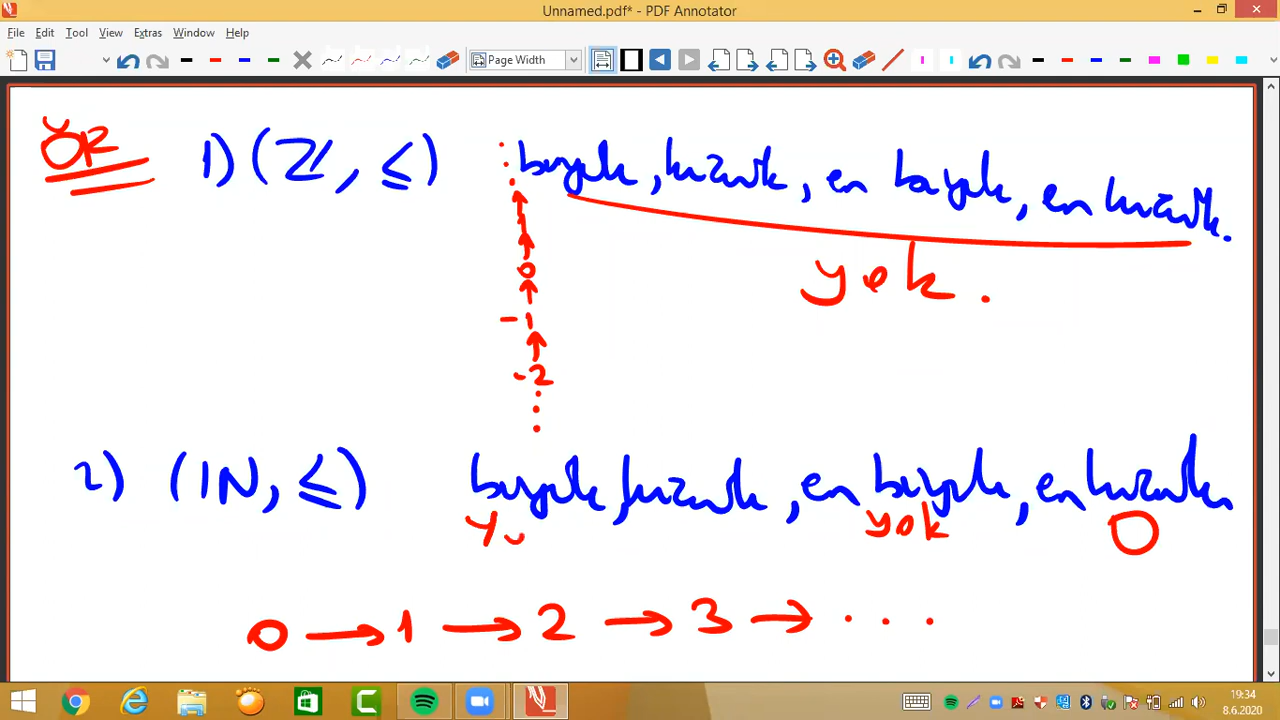 Unnamed.pdf* - PDF Annotator
File Edit Tool View Extras Window Help
Page Width
ÖR 1) (ℤ, ≤) büyük, küçük, en büyük, en küçük.
yok.
0
-1
-2
2) (ℕ, ≤) büyük, küçük, en büyük, en küçük
yok 0
0 → 1 → 2 → 3 → ...
19:34
8.6.2020